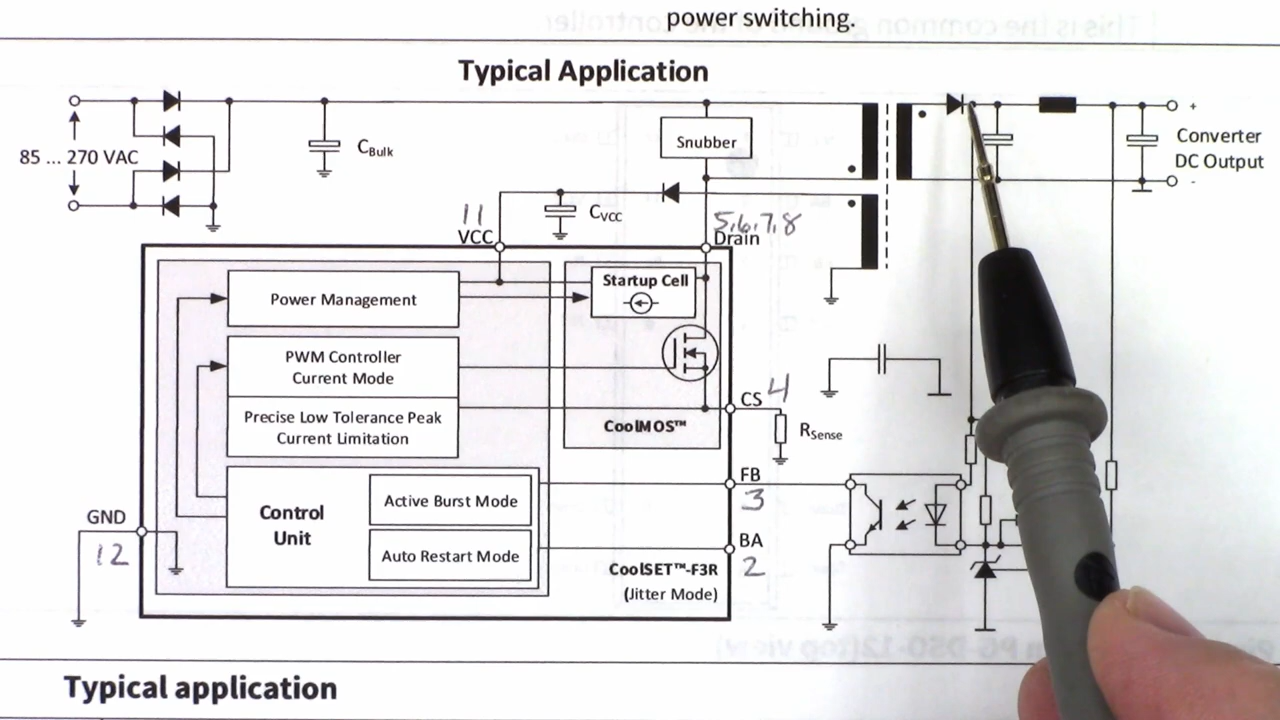 power switching.
Typical Application
85 ... 270 VAC
CBulk
Snubber
+
Converter
DC Output
-
CVCC
11
VCC
5,6,7,8
Drain
Power Management
Startup Cell
PWM Controller
Current Mode
Precise Low Tolerance Peak
Current Limitation
CoolMOS™
CS 4
RSense
FB
3
Control
Unit
Active Burst Mode
Auto Restart Mode
BA
2
GND
12
CoolSET™-F3R
(Jitter Mode)
Typical application